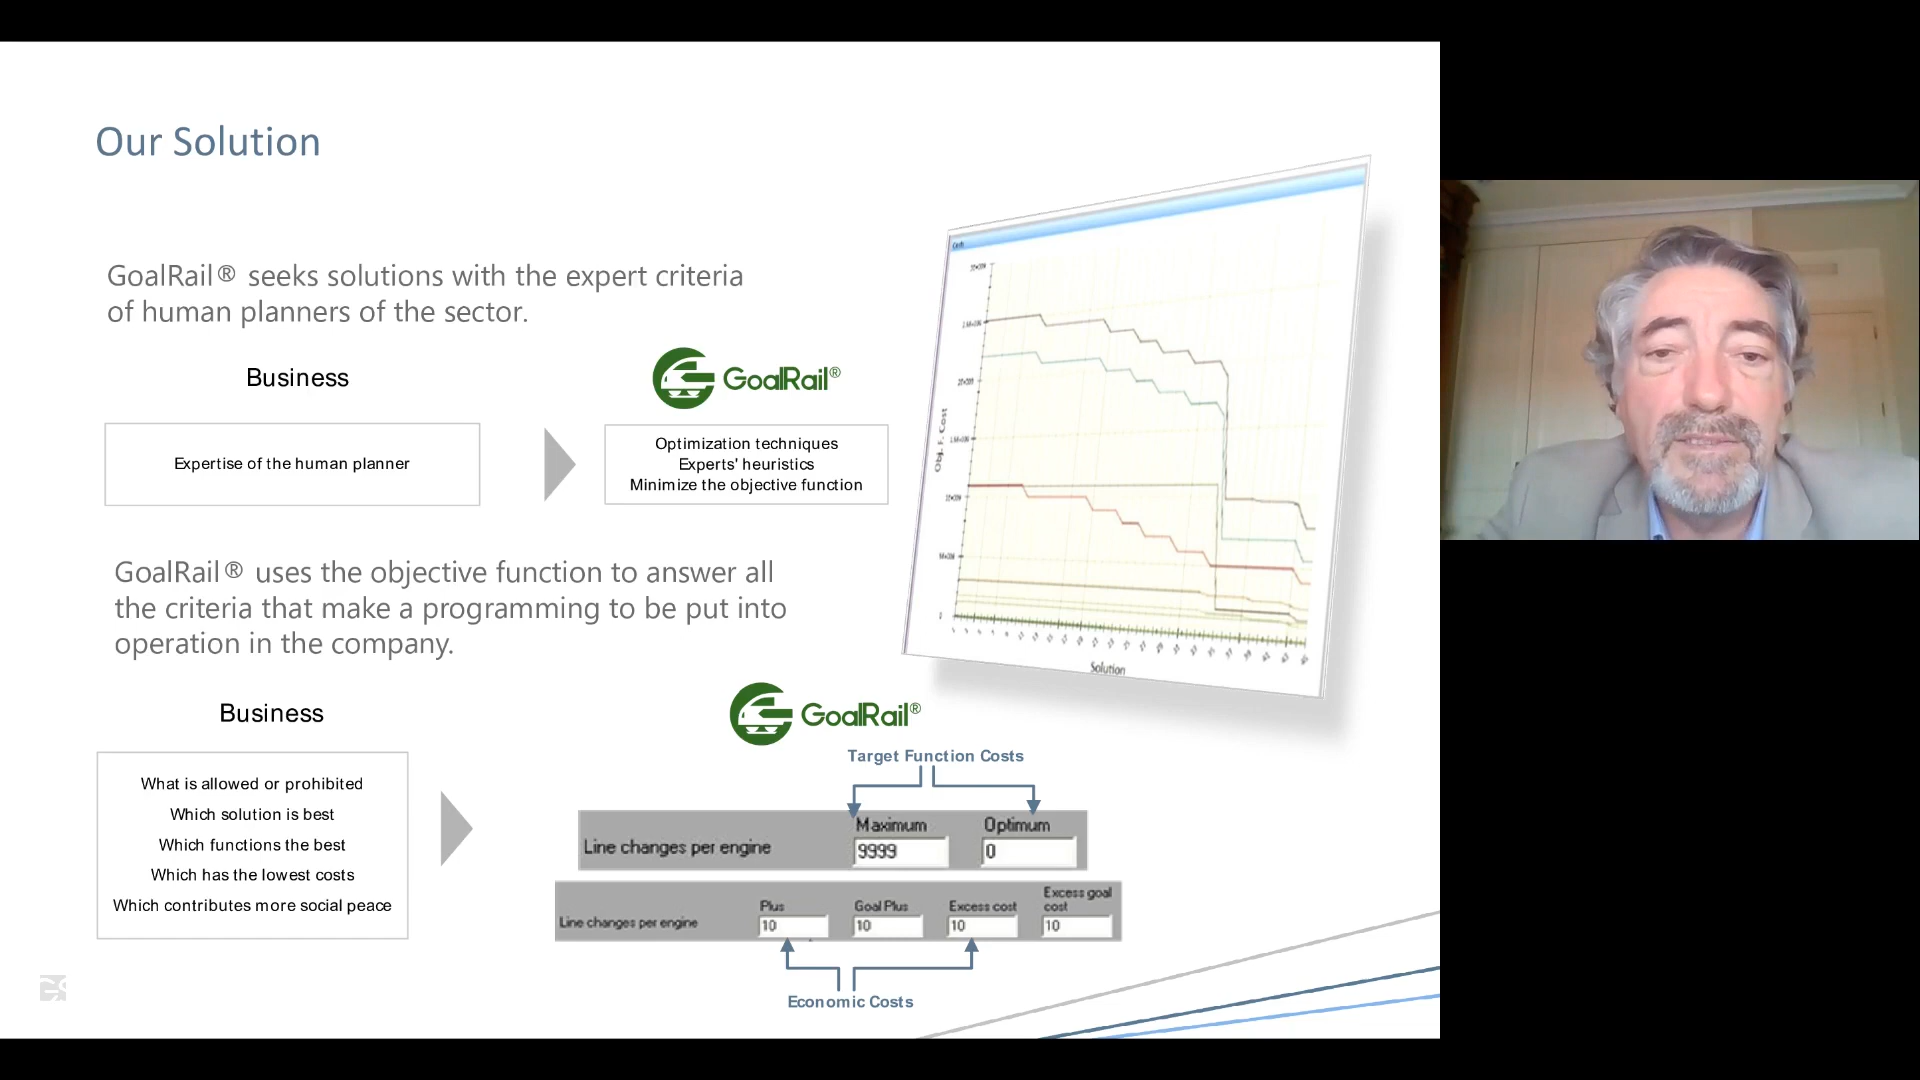 Our Solution
GoalRail® seeks solutions with the expert criteria
of human planners of the sector.
Business
GoalRail®
Expertise of the human planner
Optimization techniques
Experts' heuristics
Minimize the objective function
Costs
Obj. F. Cost
Solution
GoalRail® uses the objective function to answer all
the criteria that make a programming to be put into
operation in the company.
Business
GoalRail®
What is allowed or prohibited
Which solution is best
Which functions the best
Which has the lowest costs
Which contributes more social peace
Target Function Costs
Maximum Optimum
Line changes per engine 9999 0
Plus Goal Plus Excess cost Excess goal
cost
Line changes per engine 10 10 10 10
Economic Costs